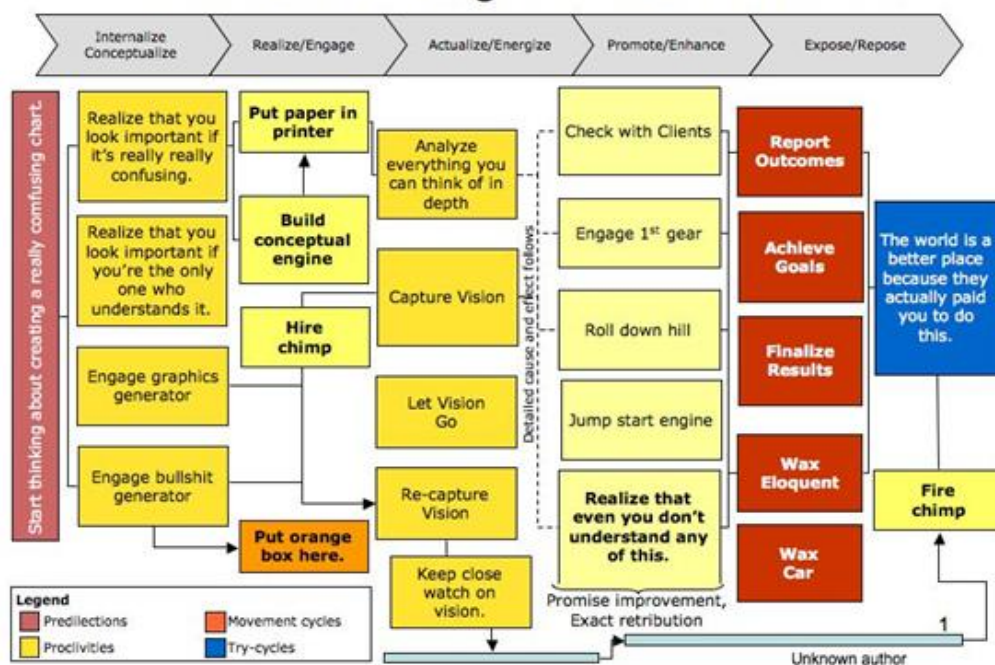 Internalize
Conceptualize
Realize/Engage
Actualize/Energize
Promote/Enhance
Expose/Repose
Start thinking about creating a really comfusing chart.
Realize that you
look important if
it's really really
confusing.
Realize that you
look important if
you're the only
one who
understands it.
Engage graphics
generator
Engage bullshit
generator
Put paper in
printer
Build
conceptual
engine
Hire
chimp
Put orange
box here.
Analyze
everything you
can think of in
depth
Capture Vision
Let Vision
Go
Re-capture
Vision
Keep close
watch on
vision.
Detailed cause and effect follows
Check with Clients
Engage 1st gear
Roll down hill
Jump start engine
Realize that
even you don't
understand any
of this.
Promise improvement,
Exact retribution
Report
Outcomes
Achieve
Goals
Finalize
Results
Wax
Eloquent
Wax
Car
The world is a
better place
because they
actually paid
you to do
this.
Fire
chimp
1
Unknown author
Legend
Predilections
Movement cycles
Proclivities
Try-cycles